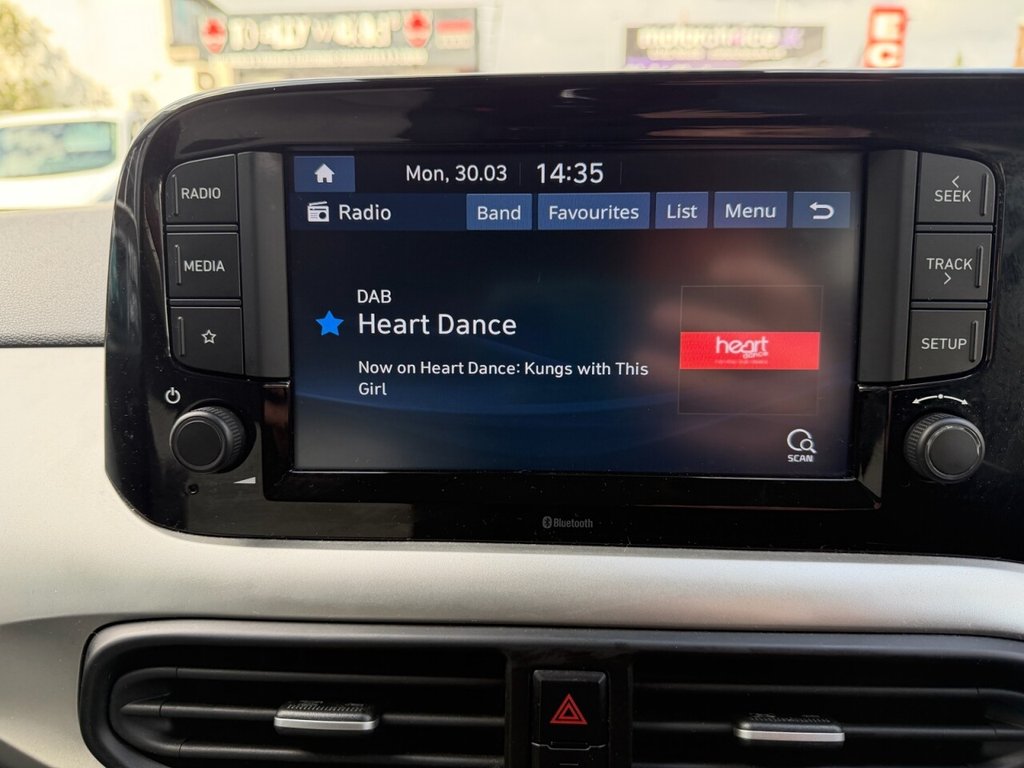 RADIO
MEDIA
Mon, 30.03
14:35
Radio
Band
Favourites
List
Menu
DAB
Heart Dance
Now on Heart Dance: Kungs with This
Girl
heart
dance
SCAN
SEEK
TRACK
SETUP
Bluetooth